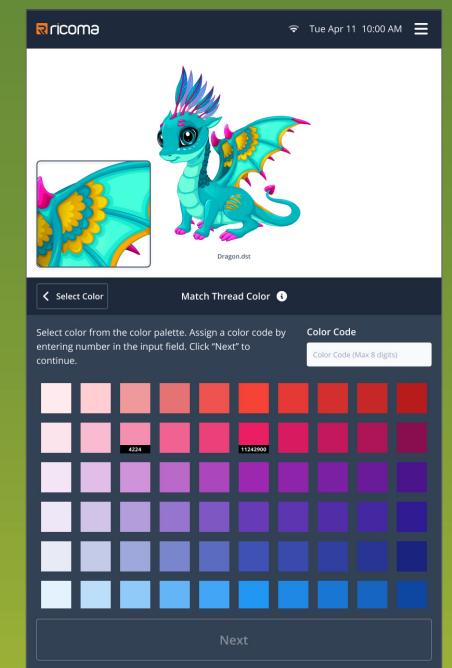 ricoma
Tue Apr 11 10:00 AM
Dragon.dst
Select Color
Match Thread Color
Select color from the color palette. Assign a color code by
entering number in the input field. Click "Next" to
continue.
Color Code
Color Code (Max 8 digits)
4224
11242900
Next